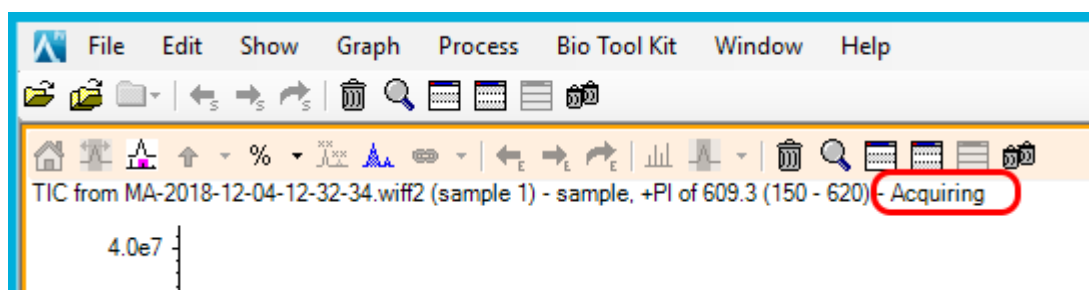 File Edit Show Graph Process Bio Tool Kit Window Help
%
TIC from MA-2018-12-04-12-32-34.wiff2 (sample 1) - sample, +PI of 609.3 (150 - 620) - Acquiring
4.0e7